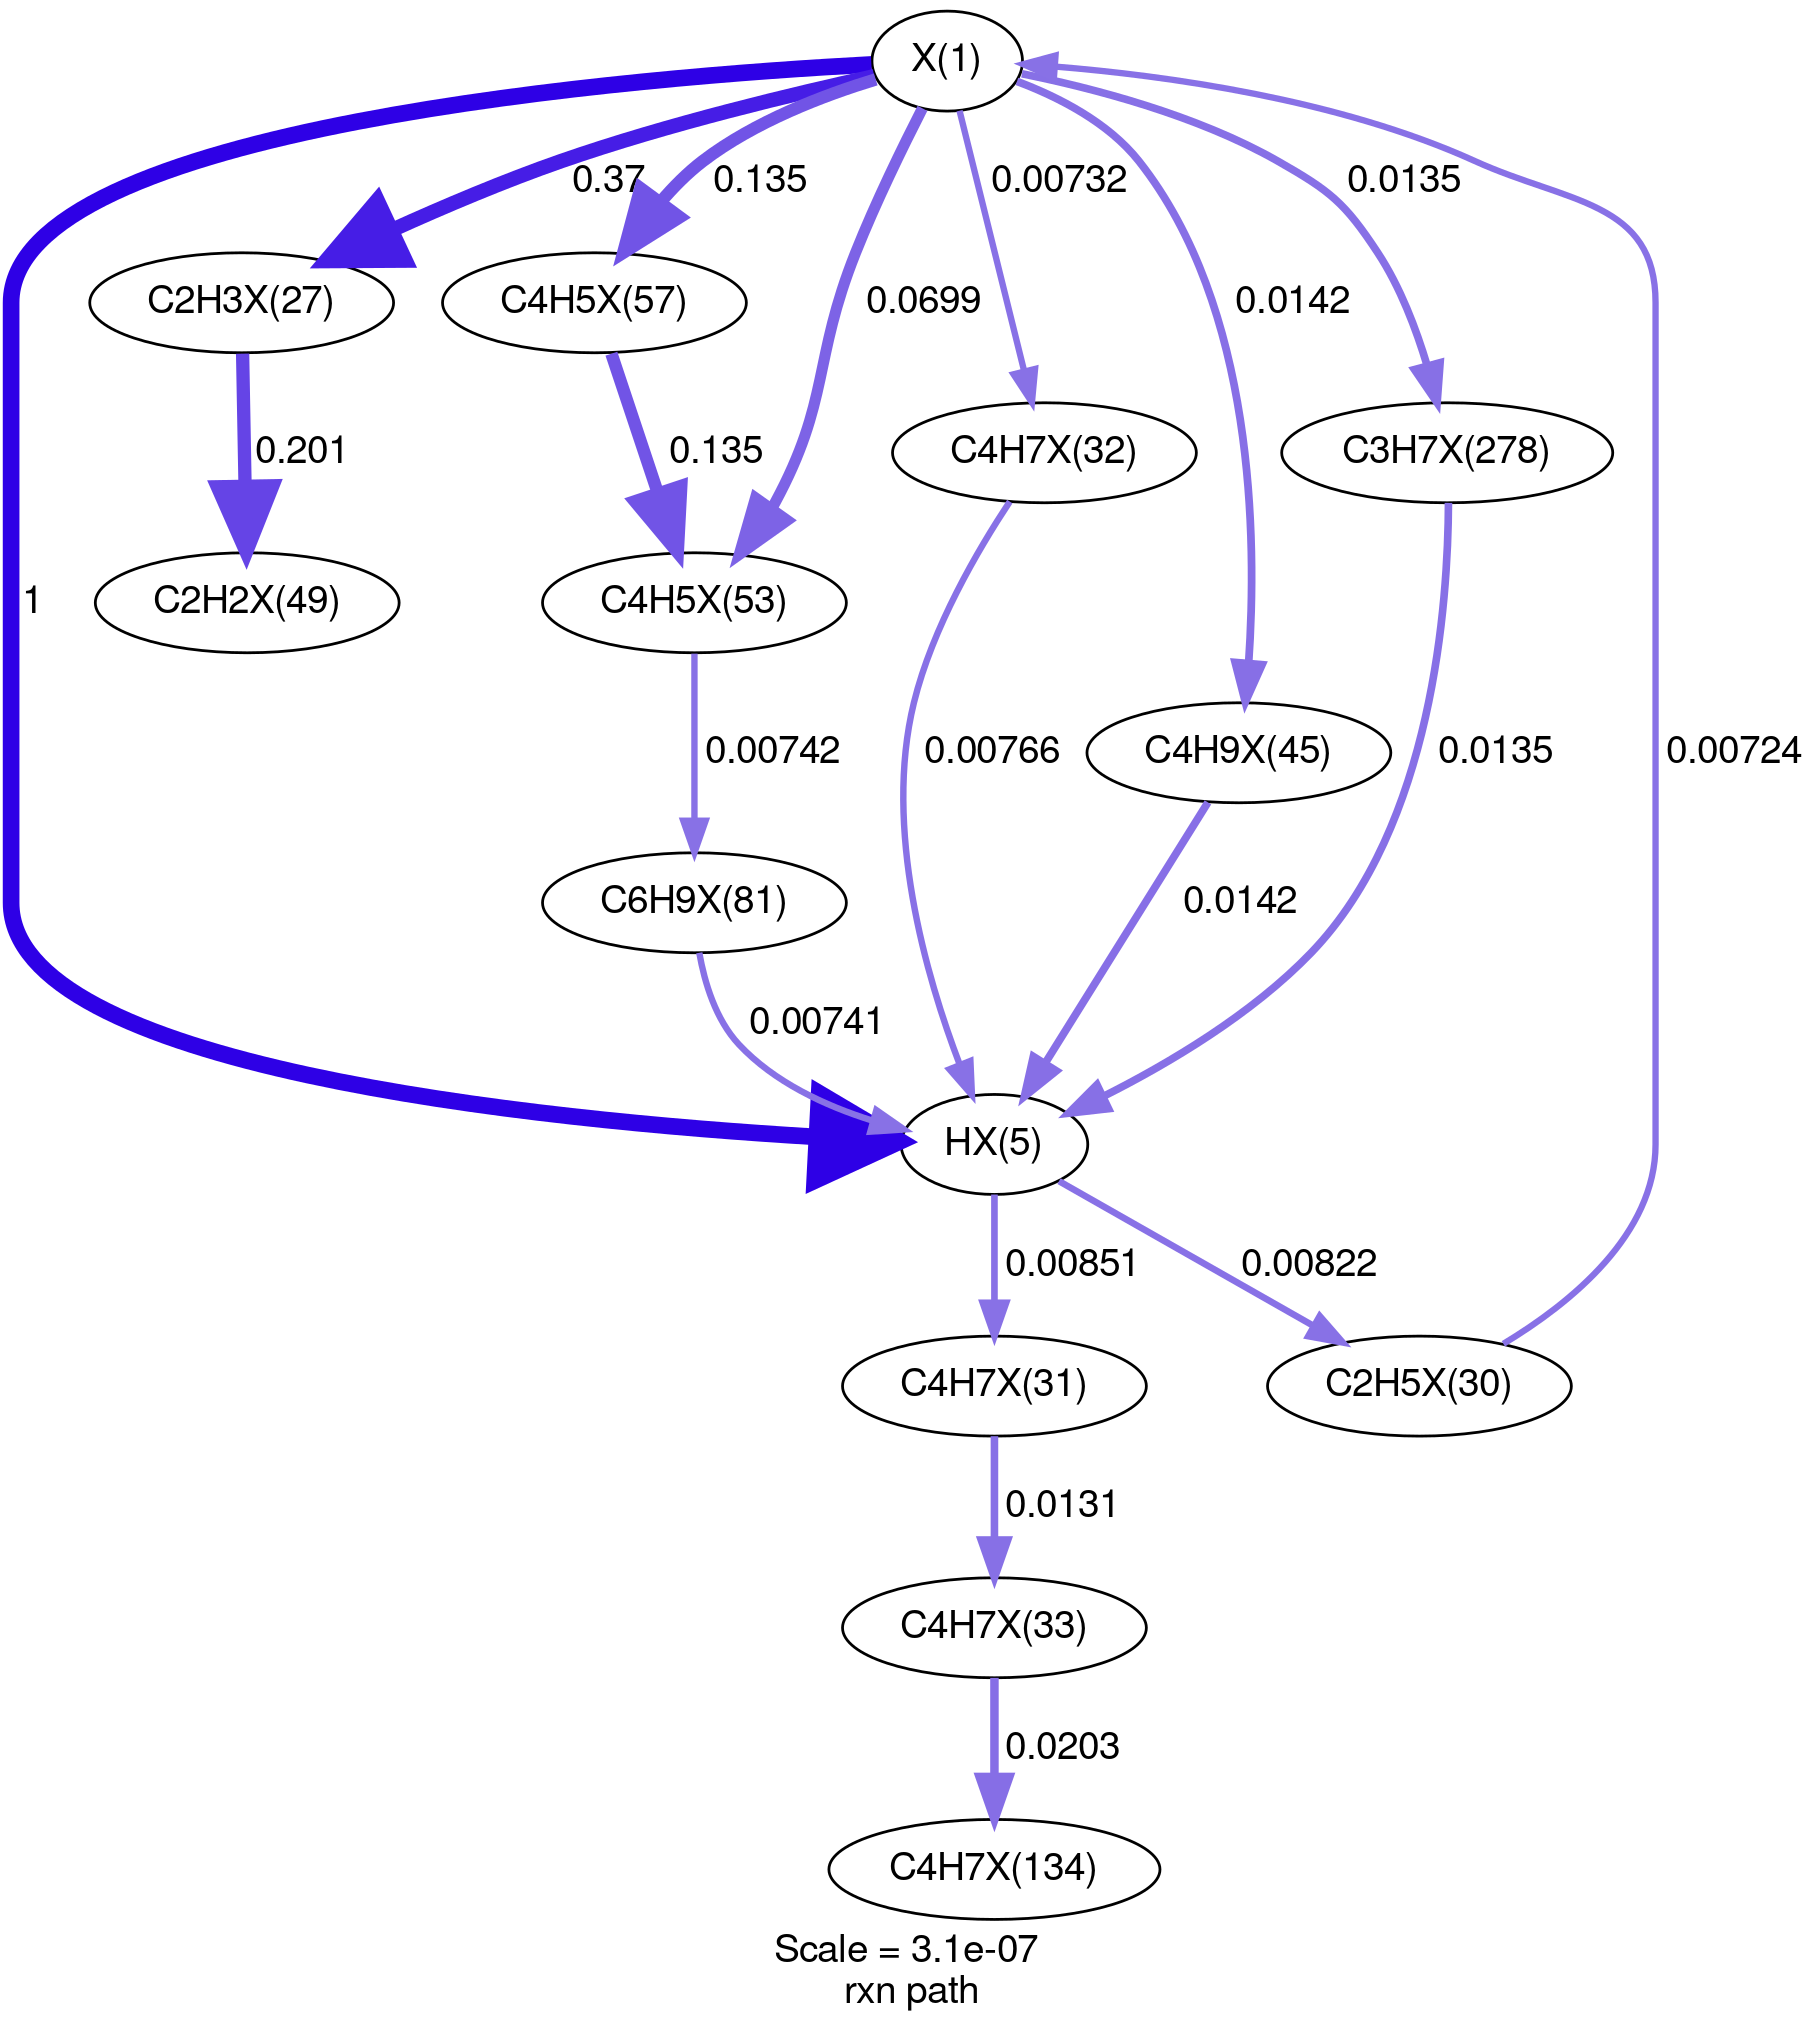 X(1)
0.37
0.135
0.00732
0.0135
C2H3X(27)
C4H5X(57)
0.0699
0.0142
0.201
0.135
C4H7X(32)
C3H7X(278)
1
C2H2X(49)
C4H5X(53)
0.00742
0.00766
C4H9X(45)
0.0135
0.00724
C6H9X(81)
0.0142
0.00741
HX(5)
0.00851
0.00822
C4H7X(31)
C2H5X(30)
0.0131
C4H7X(33)
0.0203
C4H7X(134)
Scale = 3.1e-07
rxn path